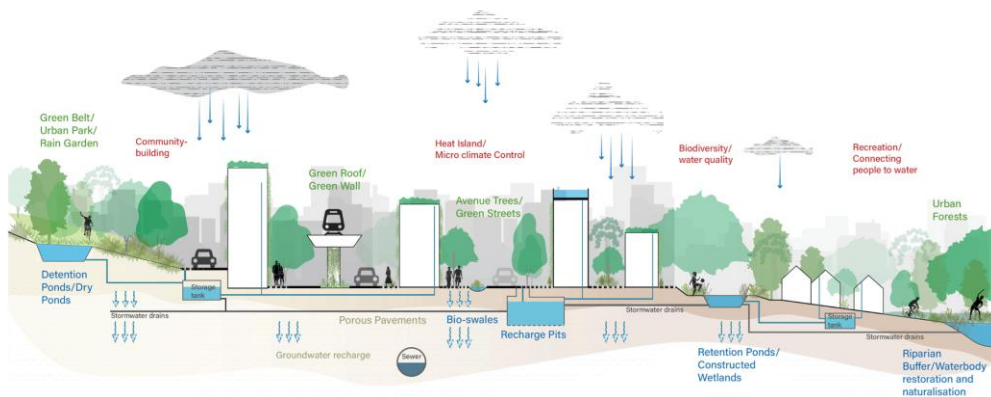 Green Belt/
Urban Park/
Rain Garden
Community-
building
Green Roof/
Green Wall
Heat Island/
Micro climate Control
Avenue Trees/
Green Streets
Biodiversity/
water quality
Recreation/
Connecting
people to water
Urban
Forests
Detention
Ponds/Dry
Ponds
Storage
tank
Stormwater drains
Porous Pavements
Bio-swales
Recharge Pits
Stormwater drains
Storage
tank
Stormwater drains
Groundwater recharge
Sewer
Retention Ponds/
Constructed
Wetlands
Riparian
Buffer/Waterbody
restoration and
naturalisation